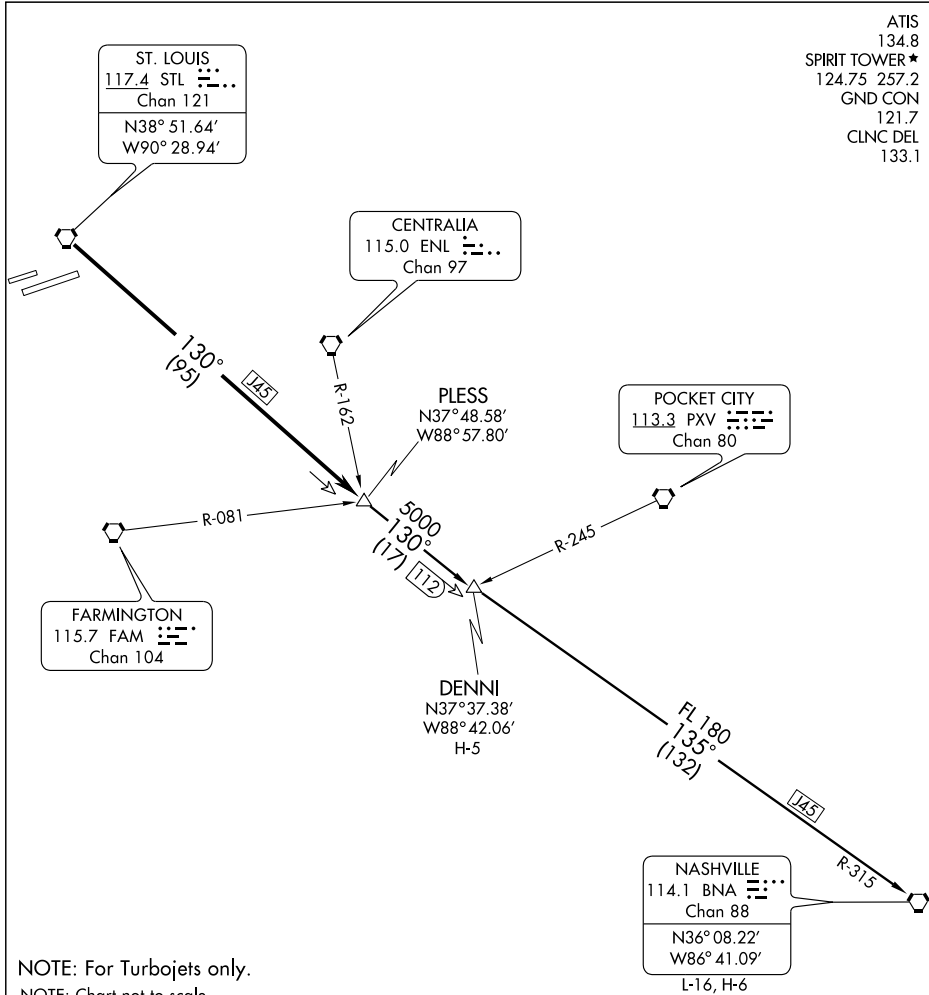 ATIS
134.8
SPIRIT TOWER★
124.75 257.2
GND CON
121.7
CLNC DEL
133.1
ST. LOUIS
117.4 STL
Chan 121
N38° 51.64'
W90° 28.94'
CENTRALIA
115.0 ENL
Chan 97
130°
(95)
J45
R-162
PLESS
N37°48.58'
W88°57.80'
POCKET CITY
113.3 PXV
Chan 80
R-081
5000
130°
(17)
112
R-245
FARMINGTON
115.7 FAM
Chan 104
DENNI
N37°37.38'
W88°42.06'
H-5
FL 180
135°
(132)
J45
R-315
NASHVILLE
114.1 BNA
Chan 88
N36° 08.22'
W86° 41.09'
L-16, H-6
NOTE: For Turbojets only.
NOTE: Chart not to scale